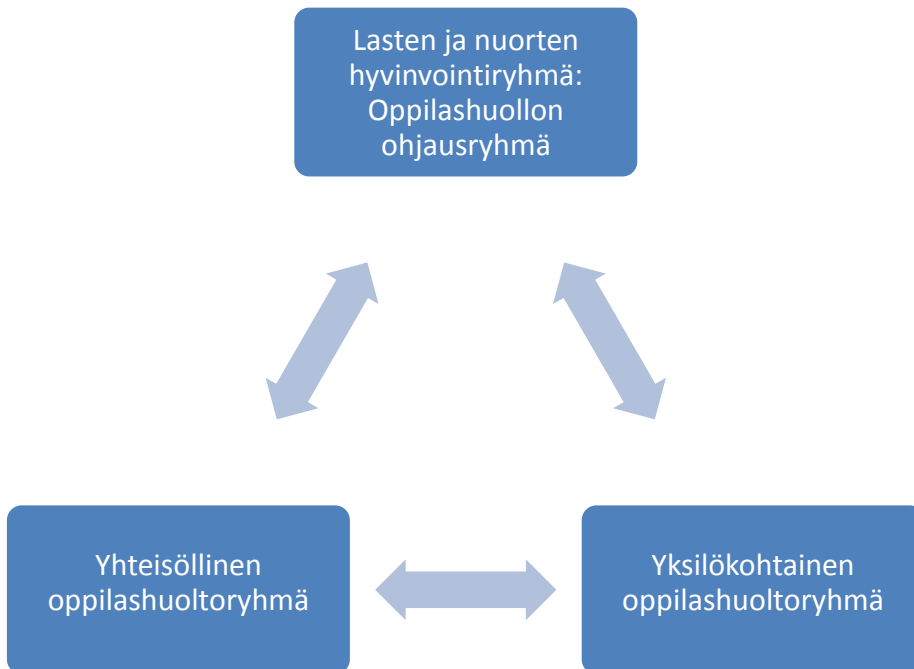 Lasten ja nuorten
hyvinvointiryhmä:
Oppilashuollon
ohjausryhmä
Yhteisöllinen
oppilashuoltoryhmä
Yksilökohtainen
oppilashuoltoryhmä